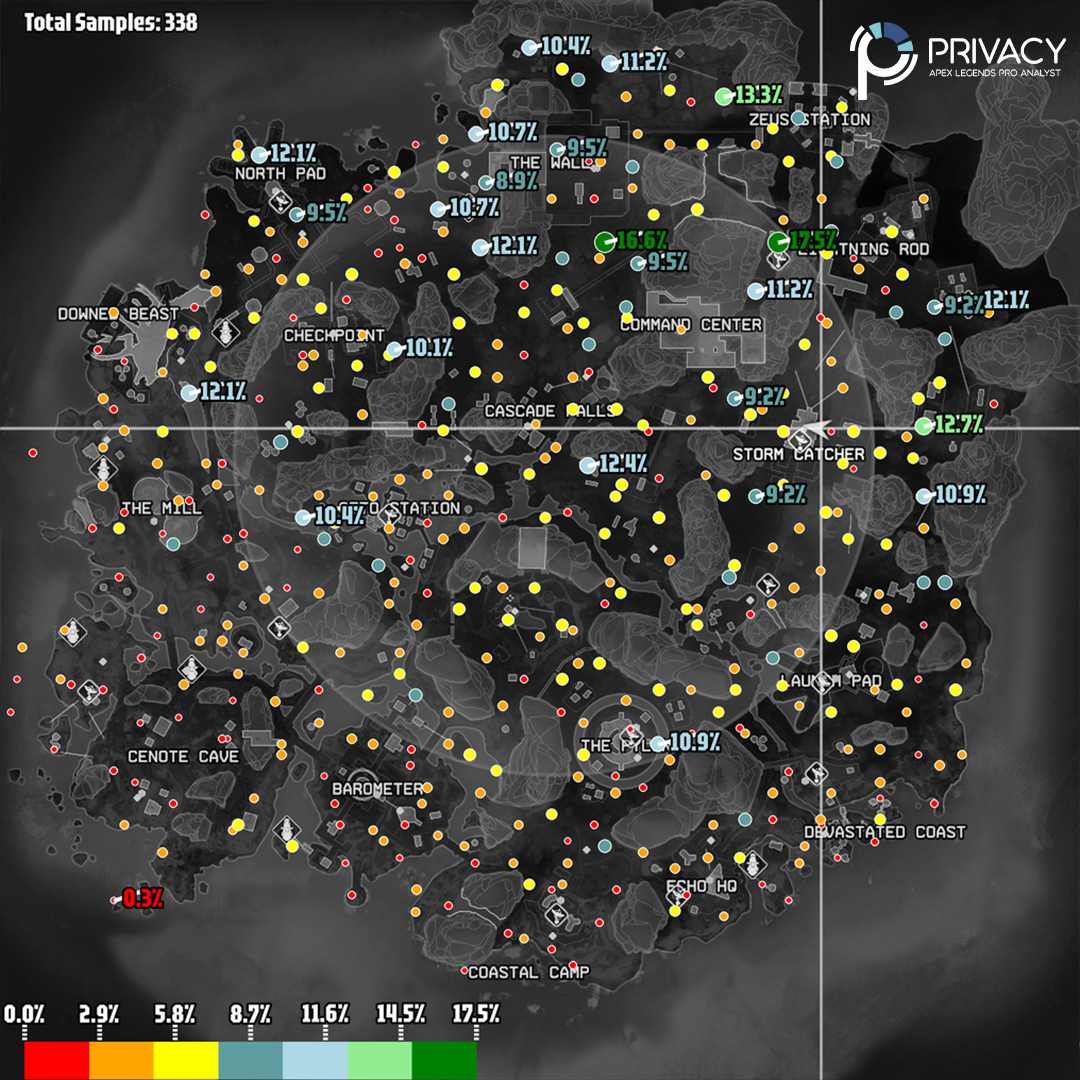 Total Samples: 338
PRIVACY
APEX LEGENDS PRO ANALYST
10.4%
11.2%
13.3%
ZEUS STATION
10.7%
9.5%
THE WALL
12.1%
NORTH PAD
8.9%
9.5%
10.7%
12.1%
16.6%
17.5%
LIGHTNING ROD
9.5%
11.2%
9.2%
12.1%
DOWNED BEAST
CHECKPOINT
COMMAND CENTER
10.1%
12.1%
9.2%
CASCADE FALLS
12.7%
STORM CATCHER
12.4%
9.2%
10.9%
THE MILL
STATION
10.4%
LAUNCH PAD
THE PYLON
10.9%
CENOTE CAVE
BAROMETER
DEVASTATED COAST
ECHO HQ
0.3%
COASTAL CAMP
0.0% 2.9% 5.8% 8.7% 11.6% 14.5% 17.5%